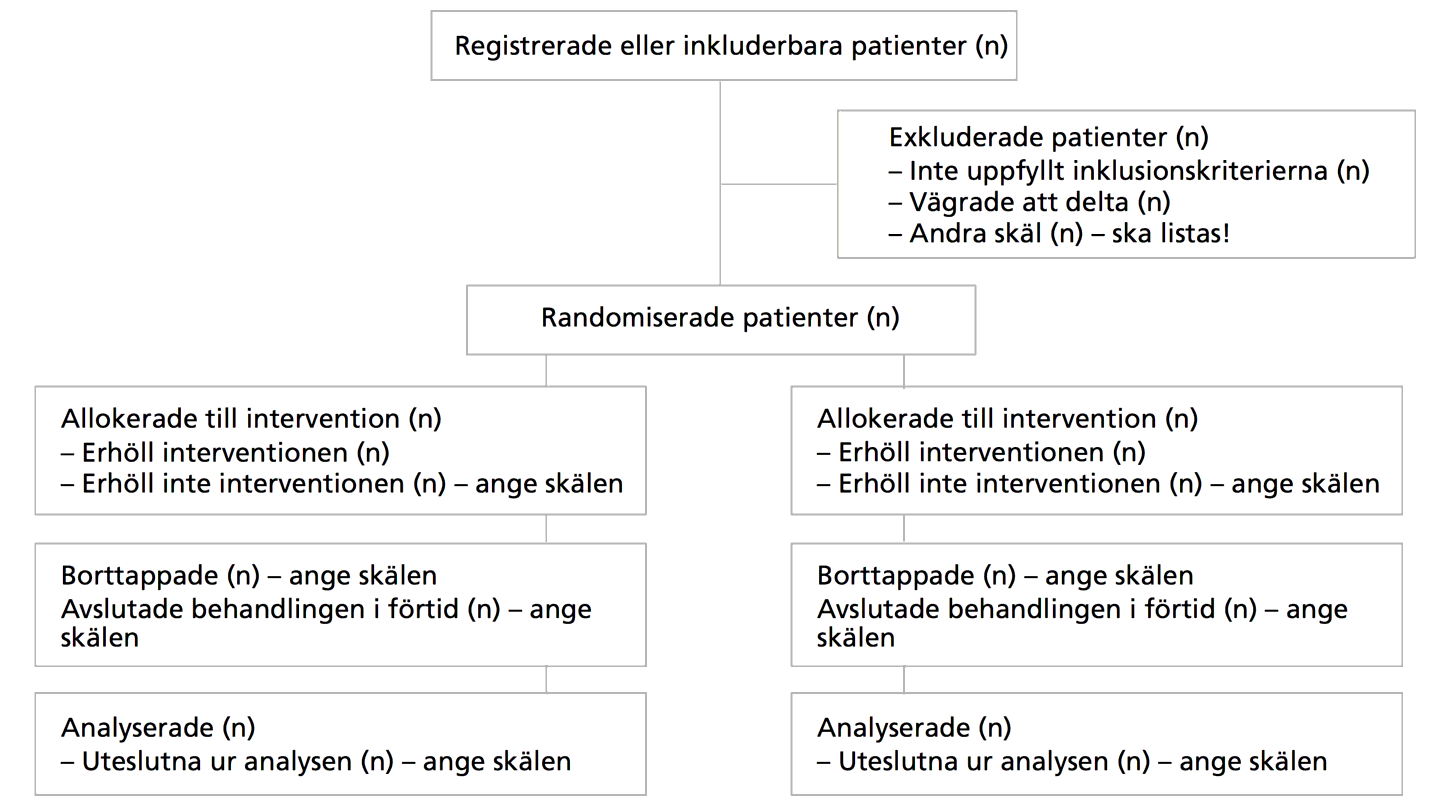 Registrerade eller inkluderbara patienter (n)
Exkluderade patienter (n)
– Inte uppfyllt inklusionskriterierna (n)
– Vägrade att delta (n)
– Andra skäl (n) – ska listas!
Randomiserade patienter (n)
Allokerade till intervention (n)
– Erhöll interventionen (n)
– Erhöll inte interventionen (n) – ange skälen
Allokerade till intervention (n)
– Erhöll interventionen (n)
– Erhöll inte interventionen (n) – ange skälen
Borttappade (n) – ange skälen
Avslutade behandlingen i förtid (n) – ange
skälen
Borttappade (n) – ange skälen
Avslutade behandlingen i förtid (n) – ange
skälen
Analyserade (n)
– Uteslutna ur analysen (n) – ange skälen
Analyserade (n)
– Uteslutna ur analysen (n) – ange skälen